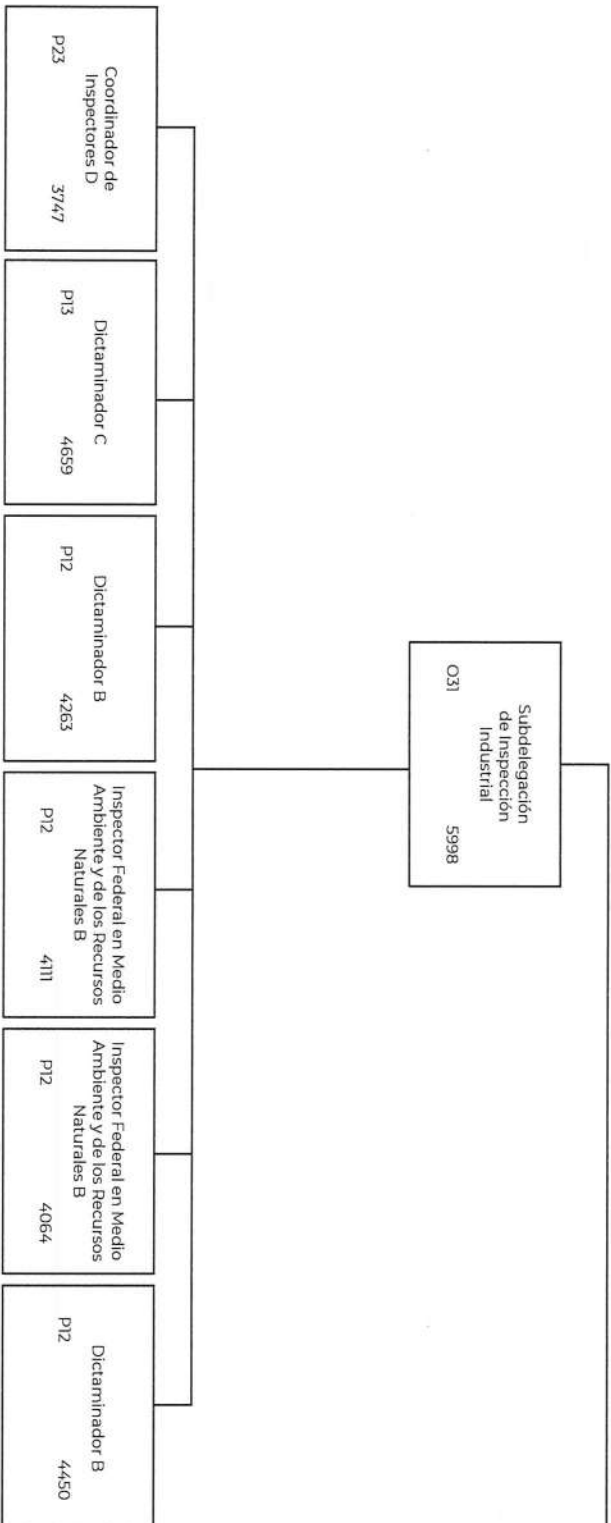 Subdelegación
de Inspección
Industrial
O31 5998
Coordinador de
Inspectores D
P23 3747
Dictaminador C
P13 4659
Dictaminador B
P12 4263
Inspector Federal en Medio
Ambiente y de los Recursos
Naturales B
P12 4111
Inspector Federal en Medio
Ambiente y de los Recursos
Naturales B
P12 4064
Dictaminador B
P12 4450